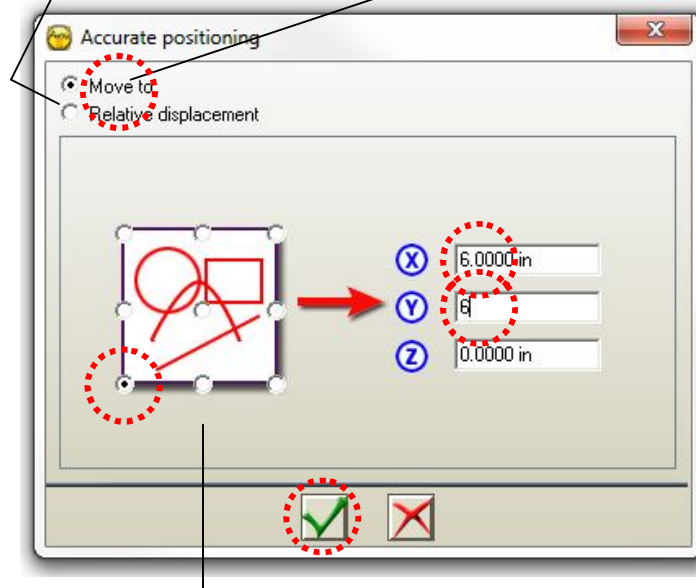 Accurate positioning
Move to
Relative displacement
X 6.0000 in
Y 6
Z 0.0000 in